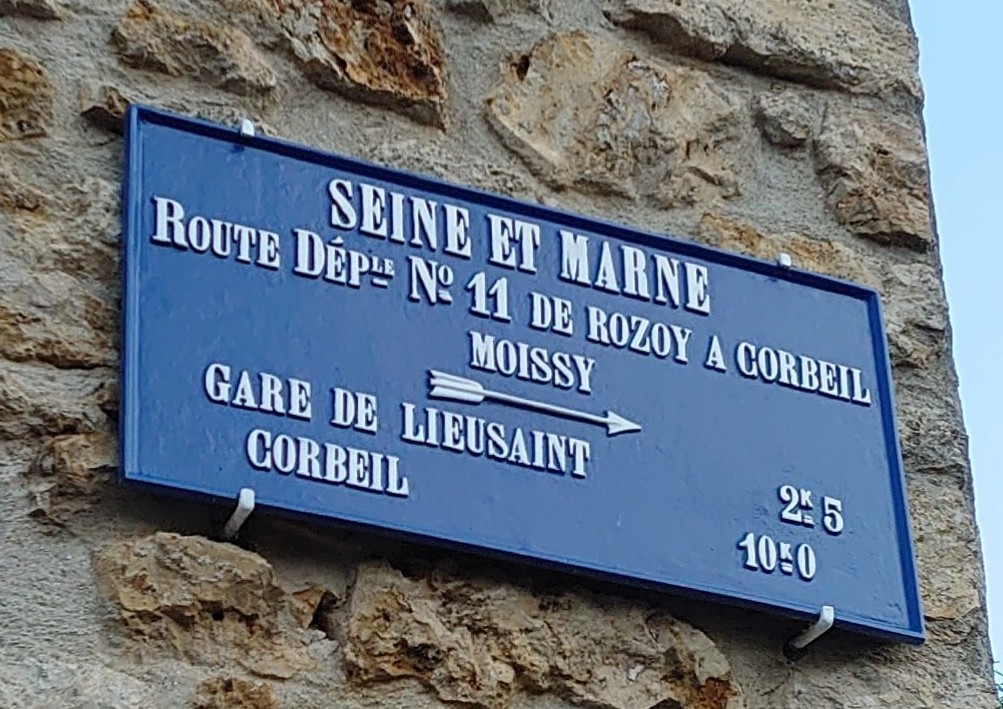 SEINE ET MARNE
ROUTE DÉPLE NO 11 DE ROZOY A CORBEIL
MOISSY
GARE DE LIEUSAINT 2K 5
CORBEIL 10K 0